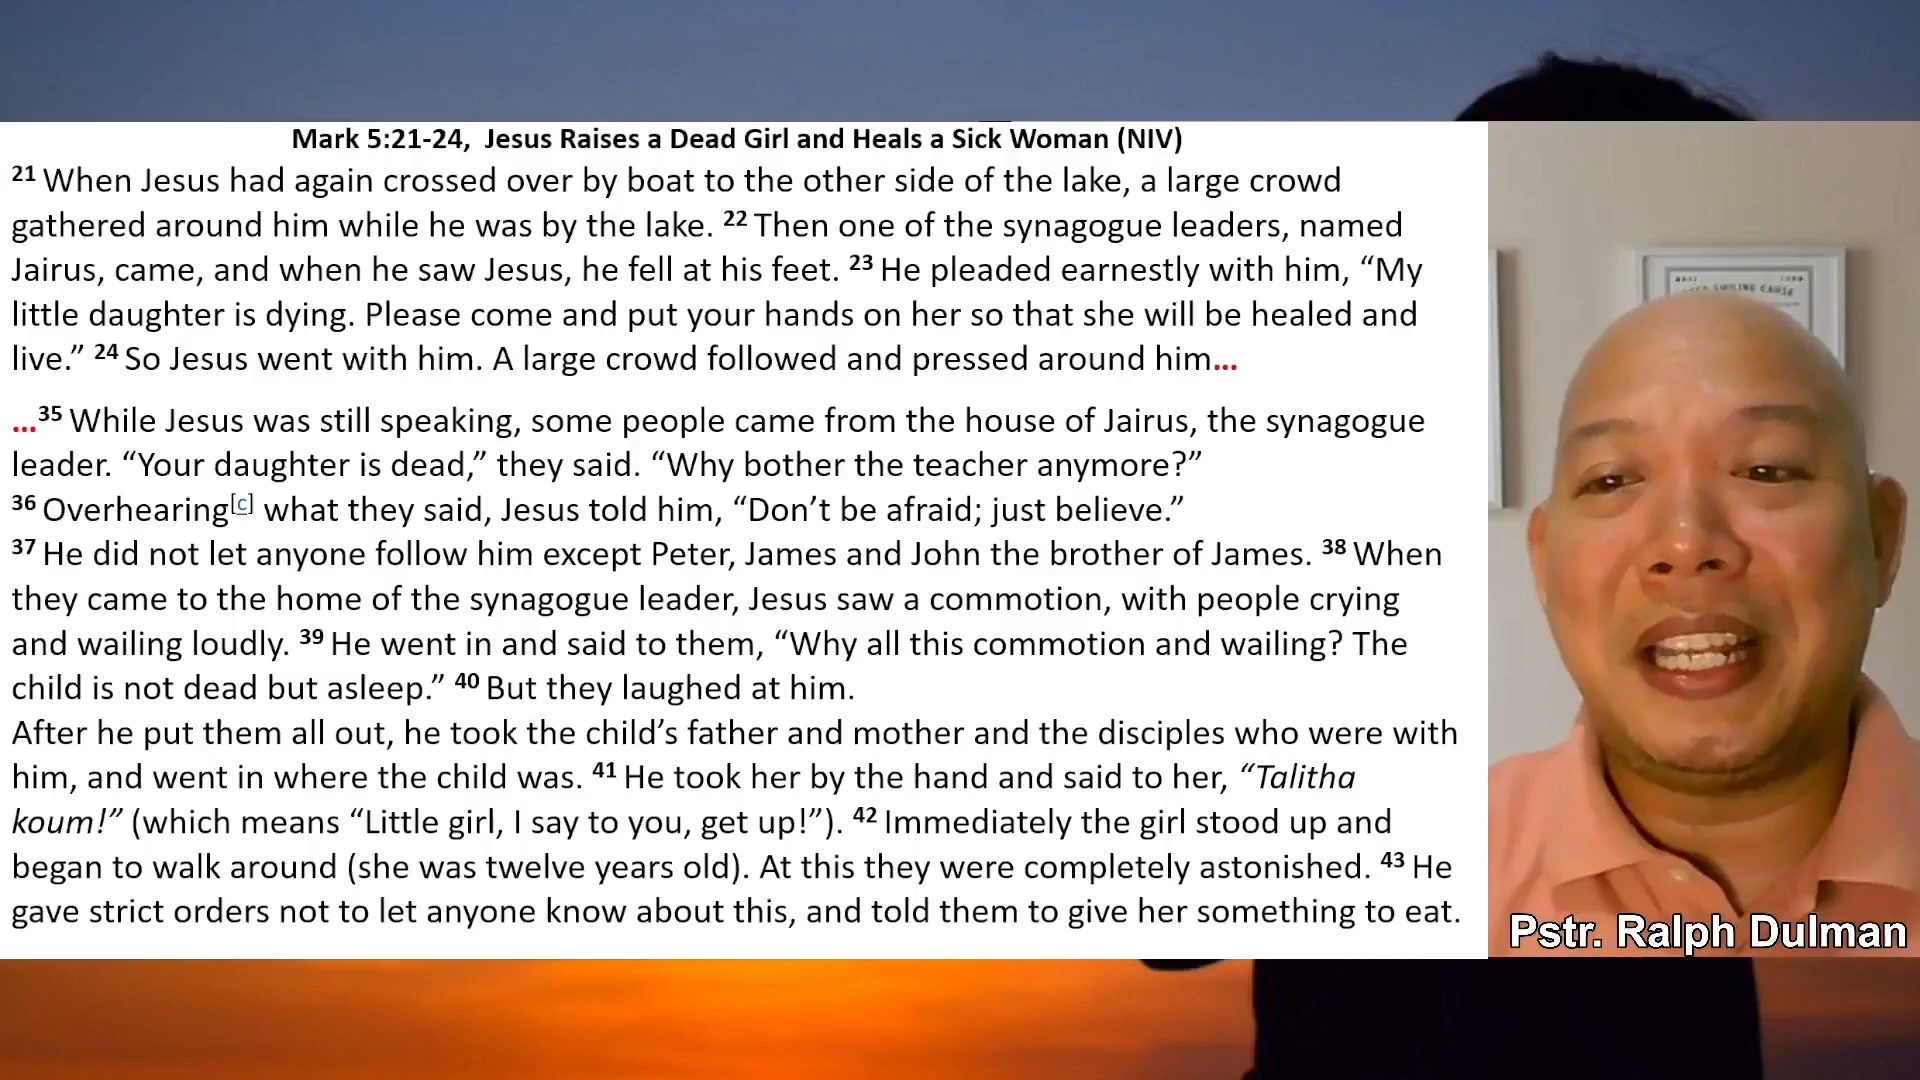 Mark 5:21-24, Jesus Raises a Dead Girl and Heals a Sick Woman (NIV)
21 When Jesus had again crossed over by boat to the other side of the lake, a large crowd
gathered around him while he was by the lake. 22 Then one of the synagogue leaders, named
Jairus, came, and when he saw Jesus, he fell at his feet. 23 He pleaded earnestly with him, “My
little daughter is dying. Please come and put your hands on her so that she will be healed and
live.” 24 So Jesus went with him. A large crowd followed and pressed around him...
...35 While Jesus was still speaking, some people came from the house of Jairus, the synagogue
leader. “Your daughter is dead,” they said. “Why bother the teacher anymore?”
36 Overhearing[c] what they said, Jesus told him, “Don’t be afraid; just believe.”
37 He did not let anyone follow him except Peter, James and John the brother of James. 38 When
they came to the home of the synagogue leader, Jesus saw a commotion, with people crying
and wailing loudly. 39 He went in and said to them, “Why all this commotion and wailing? The
child is not dead but asleep.” 40 But they laughed at him.
After he put them all out, he took the child’s father and mother and the disciples who were with
him, and went in where the child was. 41 He took her by the hand and said to her, “Talitha
koum!” (which means “Little girl, I say to you, get up!”). 42 Immediately the girl stood up and
began to walk around (she was twelve years old). At this they were completely astonished. 43 He
gave strict orders not to let anyone know about this, and told them to give her something to eat.
Pstr. Ralph Dulman